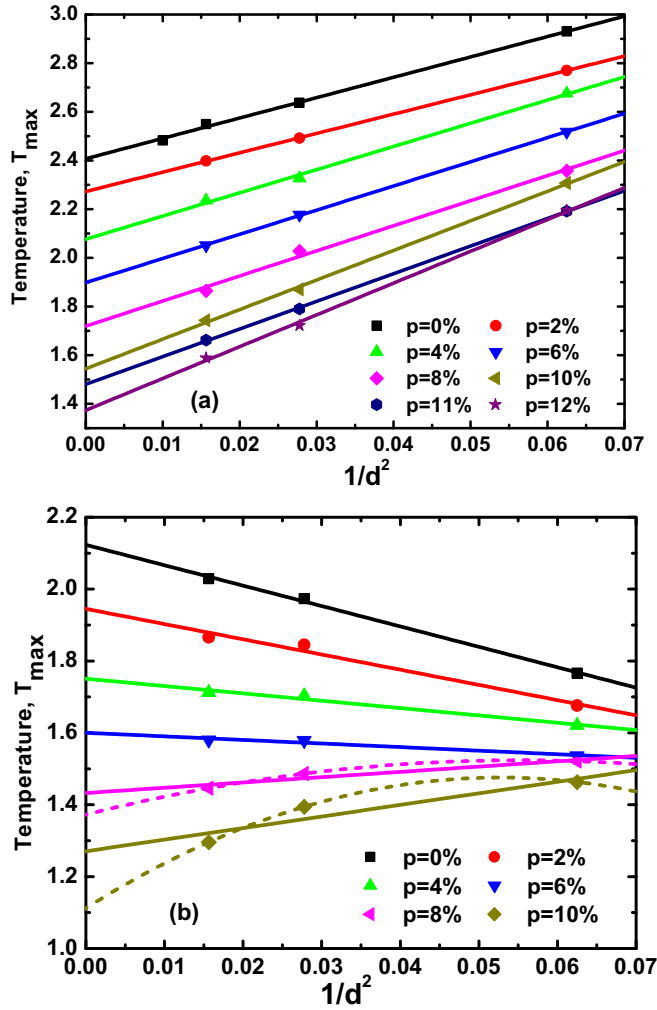 3.0
2.8
2.6
2.4
2.2
2.0
1.8
1.6
1.4
Temperature, T_max
p=0% p=2%
p=4% p=6%
p=8% p=10%
p=11% p=12%
(a)
0.00 0.01 0.02 0.03 0.04 0.05 0.06 0.07
1/d²
2.2
2.0
1.8
1.6
1.4
1.2
1.0
Temperature, T_max
p=0% p=2%
p=4% p=6%
p=8% p=10%
(b)
0.00 0.01 0.02 0.03 0.04 0.05 0.06 0.07
1/d²